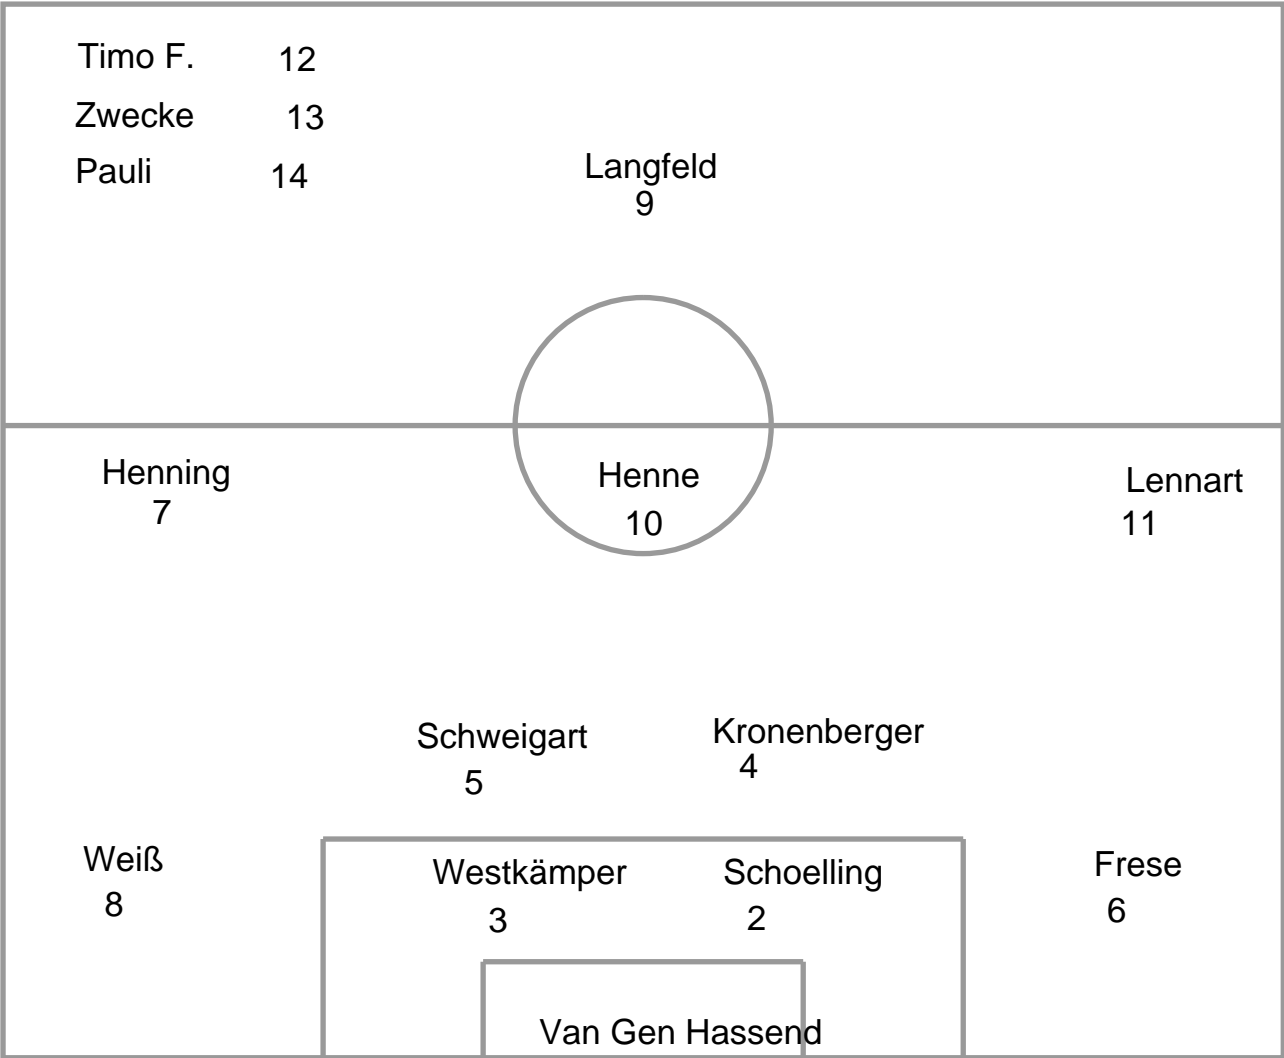 Timo F. 12
Zwecke 13
Pauli 14
Langfeld
9
Henning
7
Henne
10
Lennart
11
Schweigart
5
Kronenberger
4
Weiß
8
Westkämper
3
Schoelling
2
Frese
6
Van Gen Hassend